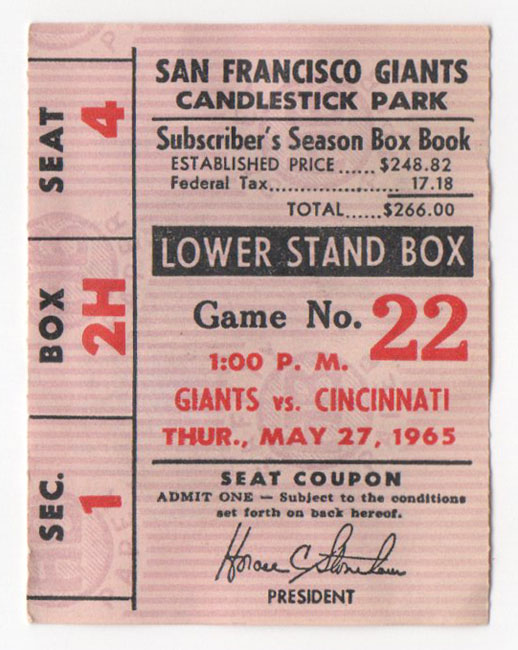 SEAT 4
BOX 2H
SEC. 1
SAN FRANCISCO GIANTS
CANDLESTICK PARK
Subscriber's Season Box Book
ESTABLISHED PRICE......$248.82
Federal Tax...................... 17.18
TOTAL.....$266.00
LOWER STAND BOX
Game No. 22
1:00 P. M.
GIANTS vs. CINCINNATI
THUR., MAY 27, 1965
SEAT COUPON
ADMIT ONE — Subject to the conditions
set forth on back hereof.
Horace C Stoneham
PRESIDENT